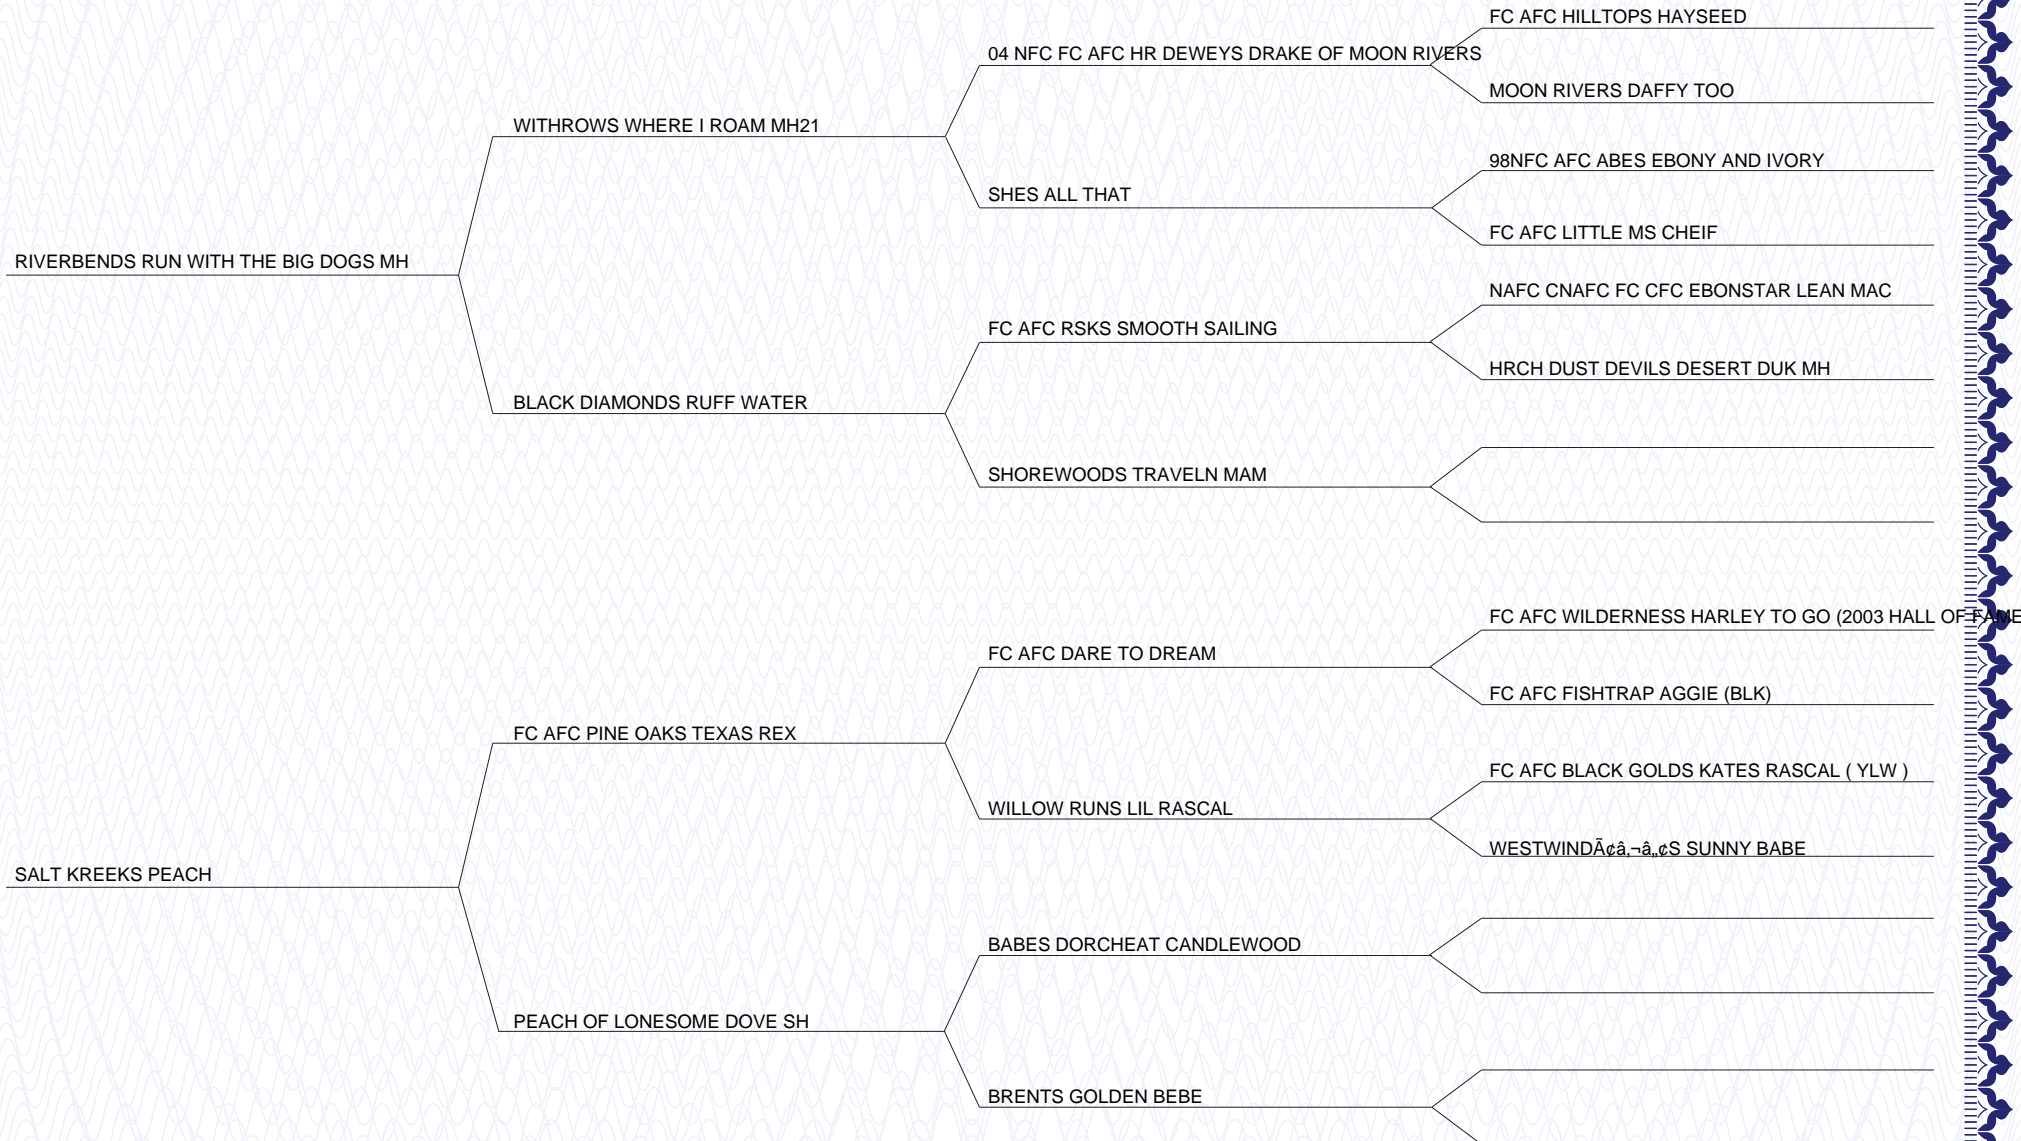 FC AFC HILLTOPS HAYSEED
04 NFC FC AFC HR DEWEYS DRAKE OF MOON RIVERS
MOON RIVERS DAFFY TOO
WITHROWS WHERE I ROAM MH21
98NFC AFC ABES EBONY AND IVORY
SHES ALL THAT
FC AFC LITTLE MS CHEIF
RIVERBENDS RUN WITH THE BIG DOGS MH
NAFC CNAFC FC CFC EBONSTAR LEAN MAC
FC AFC RSKS SMOOTH SAILING
HRCH DUST DEVILS DESERT DUK MH
BLACK DIAMONDS RUFF WATER
SHOREWOODS TRAVELN MAM
FC AFC WILDERNESS HARLEY TO GO (2003 HALL OF FAME
FC AFC DARE TO DREAM
FC AFC FISHTRAP AGGIE (BLK)
FC AFC PINE OAKS TEXAS REX
FC AFC BLACK GOLDS KATES RASCAL ( YLW )
WILLOW RUNS LIL RASCAL
WESTWINDÃ¢â‚¬â„¢S SUNNY BABE
SALT KREEKS PEACH
BABES DORCHEAT CANDLEWOOD
PEACH OF LONESOME DOVE SH
BRENTS GOLDEN BEBE